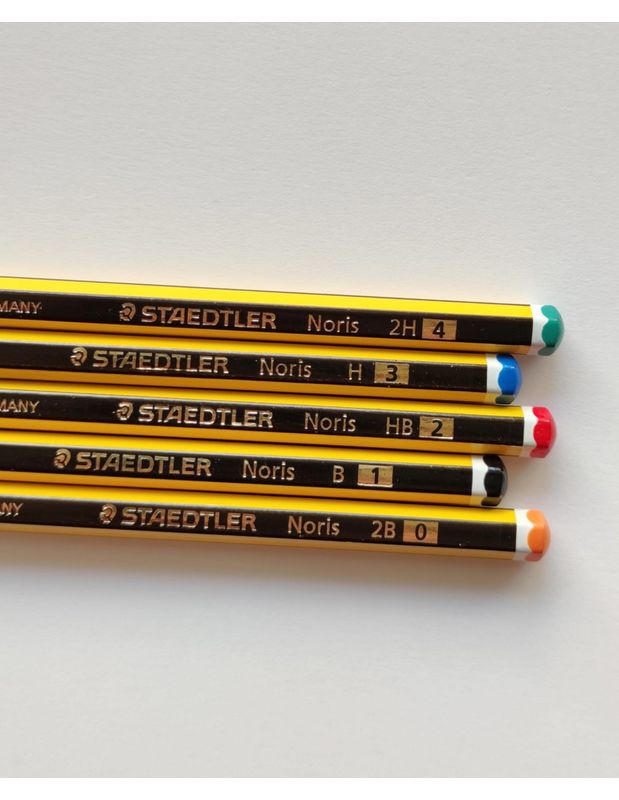 MANY STAEDTLER Noris 2H 4
STAEDTLER Noris H 3
MANY STAEDTLER Noris HB 2
STAEDTLER Noris B 1
NY STAEDTLER Noris 2B 0